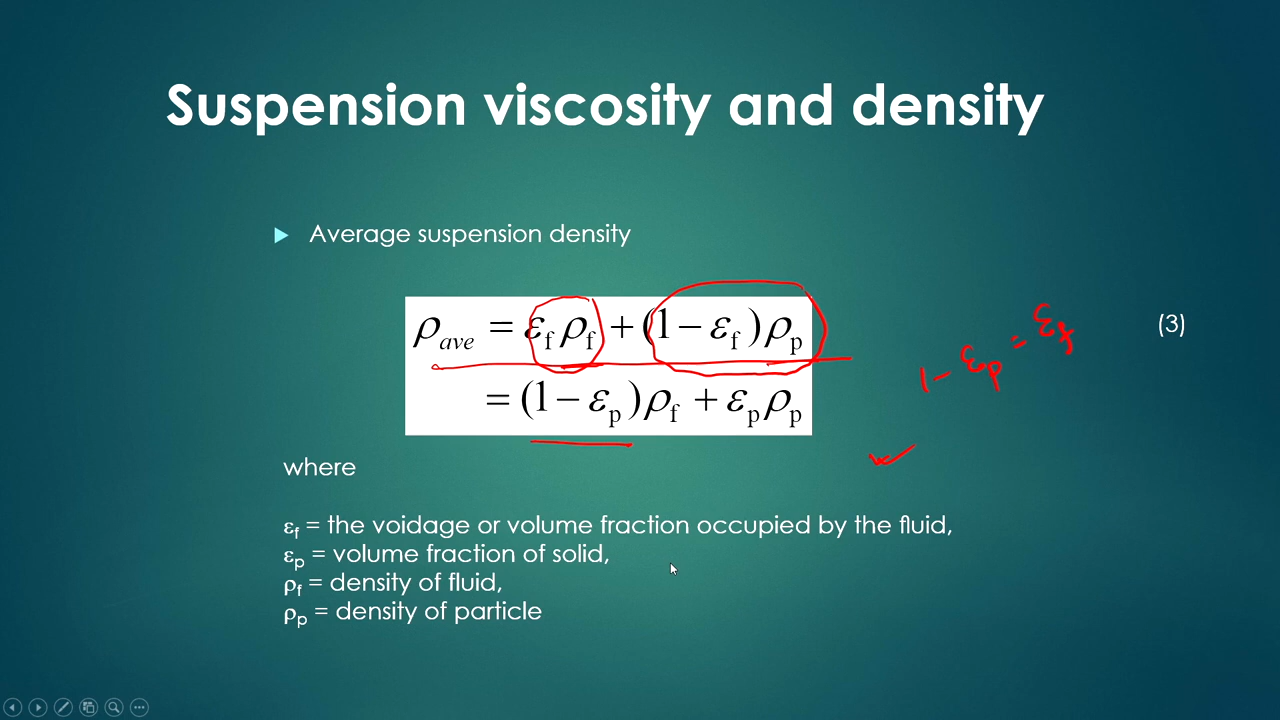 Suspension viscosity and density
▶ Average suspension density
ρ_ave = ε_f ρ_f + (1 − ε_f) ρ_p
(3)
1 − ε_p = ε_f
= (1 − ε_p) ρ_f + ε_p ρ_p
where
ε_f = the voidage or volume fraction occupied by the fluid,
ε_p = volume fraction of solid,
ρ_f = density of fluid,
ρ_p = density of particle